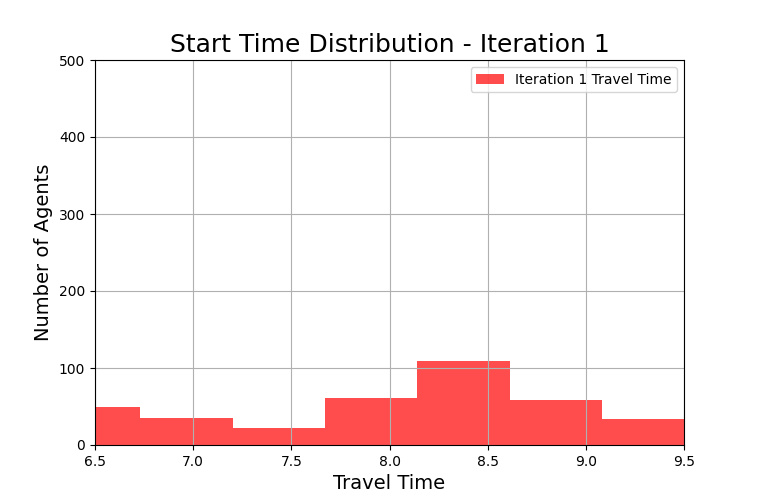 Start Time Distribution - Iteration 1
500
400
300
200
100
0
Number of Agents
Iteration 1 Travel Time
6.5 7.0 7.5 8.0 8.5 9.0 9.5
Travel Time